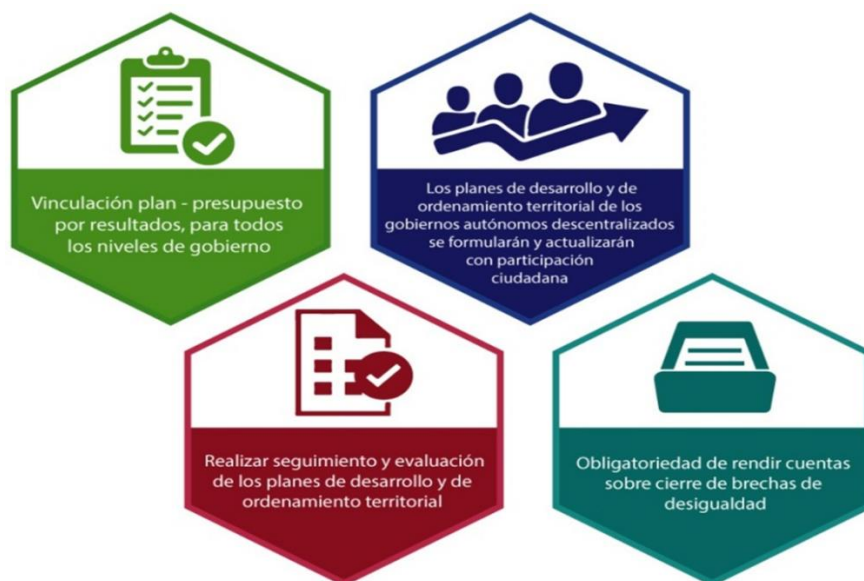 Vinculación plan - presupuesto
por resultados, para todos
los niveles de gobierno
Los planes de desarrollo y de
ordenamiento territorial de los
gobiernos autónomos descentralizados
se formularán y actualizarán
con participación
ciudadana
Realizar seguimiento y evaluación
de los planes de desarrollo y de
ordenamiento territorial
Obligatoriedad de rendir cuentas
sobre cierre de brechas de
desigualdad